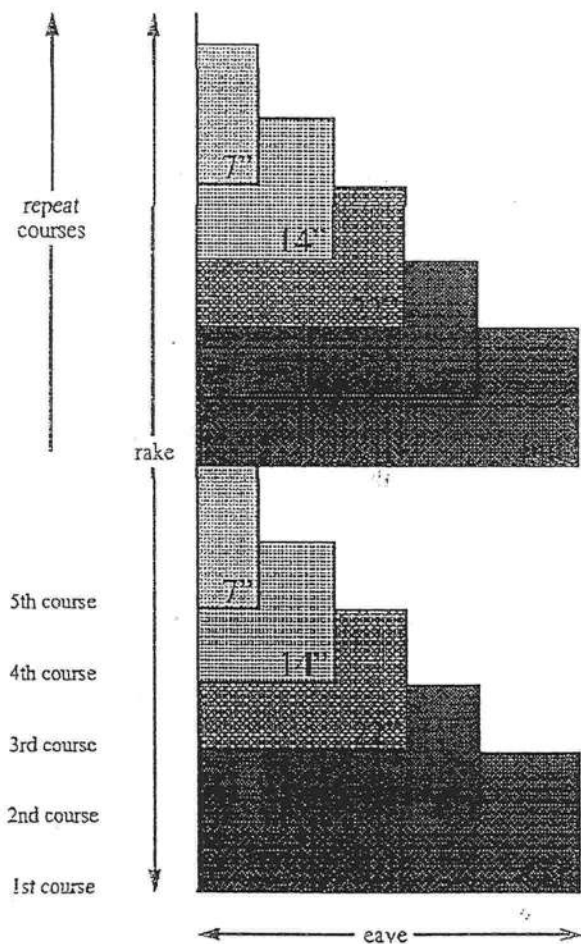 7”
repeat
courses
14”
rake
7”
5th course
14”
4th course
3rd course
2nd course
1st course
eave